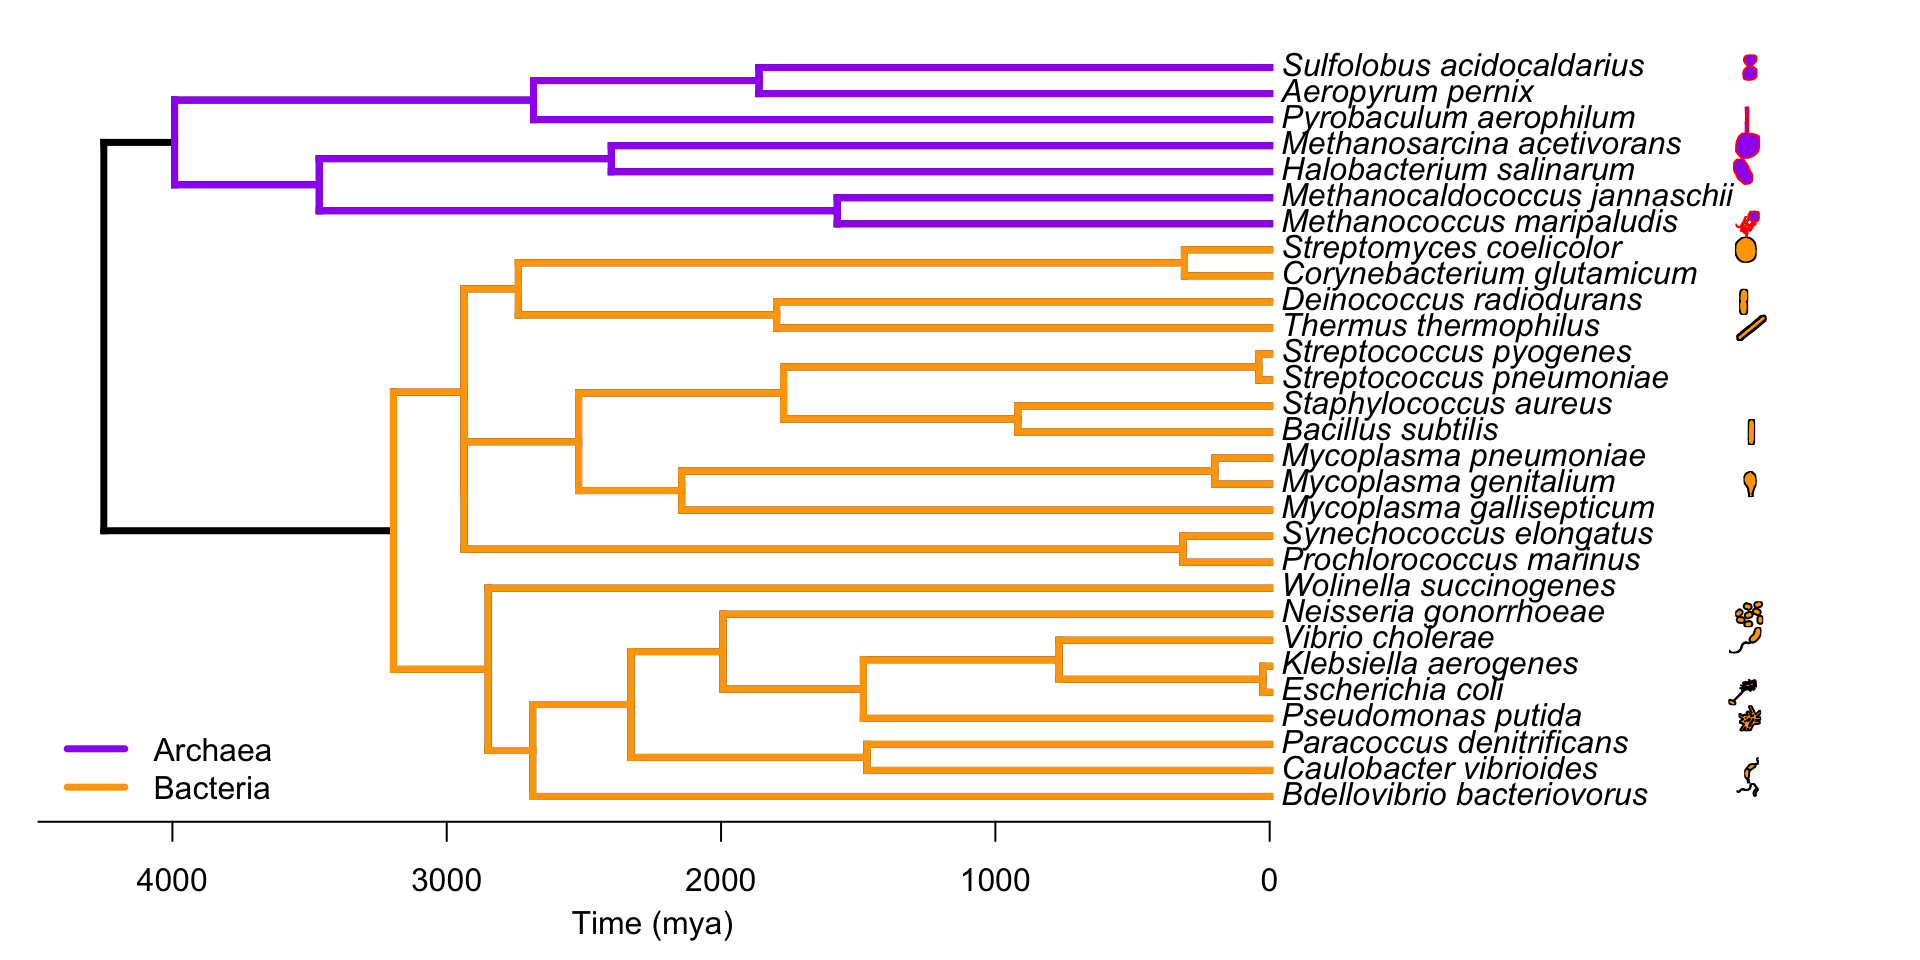 Sulfolobus acidocaldarius
Aeropyrum pernix
Pyrobaculum aerophilum
Methanosarcina acetivorans
Halobacterium salinarum
Methanocaldococcus jannaschii
Methanococcus maripaludis
Streptomyces coelicolor
Corynebacterium glutamicum
Deinococcus radiodurans
Thermus thermophilus
Streptococcus pyogenes
Streptococcus pneumoniae
Staphylococcus aureus
Bacillus subtilis
Mycoplasma pneumoniae
Mycoplasma genitalium
Mycoplasma gallisepticum
Synechococcus elongatus
Prochlorococcus marinus
Wolinella succinogenes
Neisseria gonorrhoeae
Vibrio cholerae
Klebsiella aerogenes
Escherichia coli
Pseudomonas putida
Paracoccus denitrificans
Caulobacter vibrioides
Bdellovibrio bacteriovorus
Archaea
Bacteria
4000 3000 2000 1000 0
Time (mya)